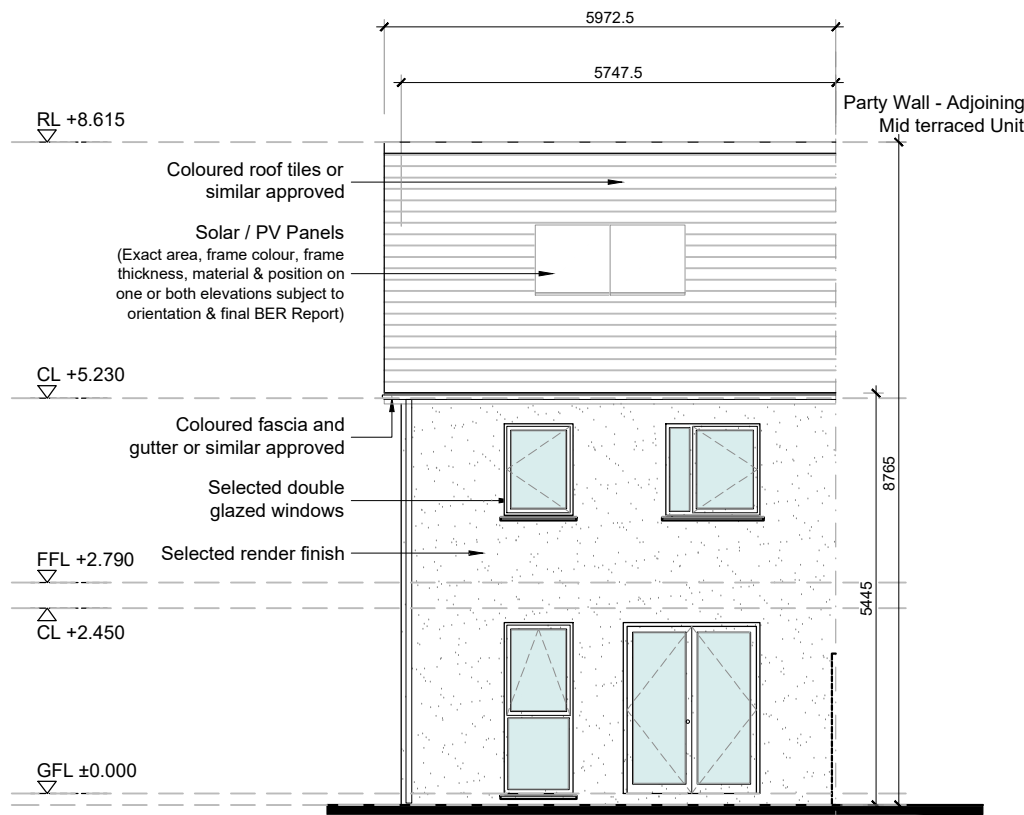 5972.5
5747.5
Party Wall - Adjoining
Mid terraced Unit
RL +8.615
Coloured roof tiles or
similar approved
Solar / PV Panels
(Exact area, frame colour, frame
thickness, material & position on
one or both elevations subject to
orientation & final BER Report)
CL +5.230
Coloured fascia and
gutter or similar approved
Selected double
glazed windows
8765
Selected render finish
FFL +2.790
5445
CL +2.450
GFL ±0.000